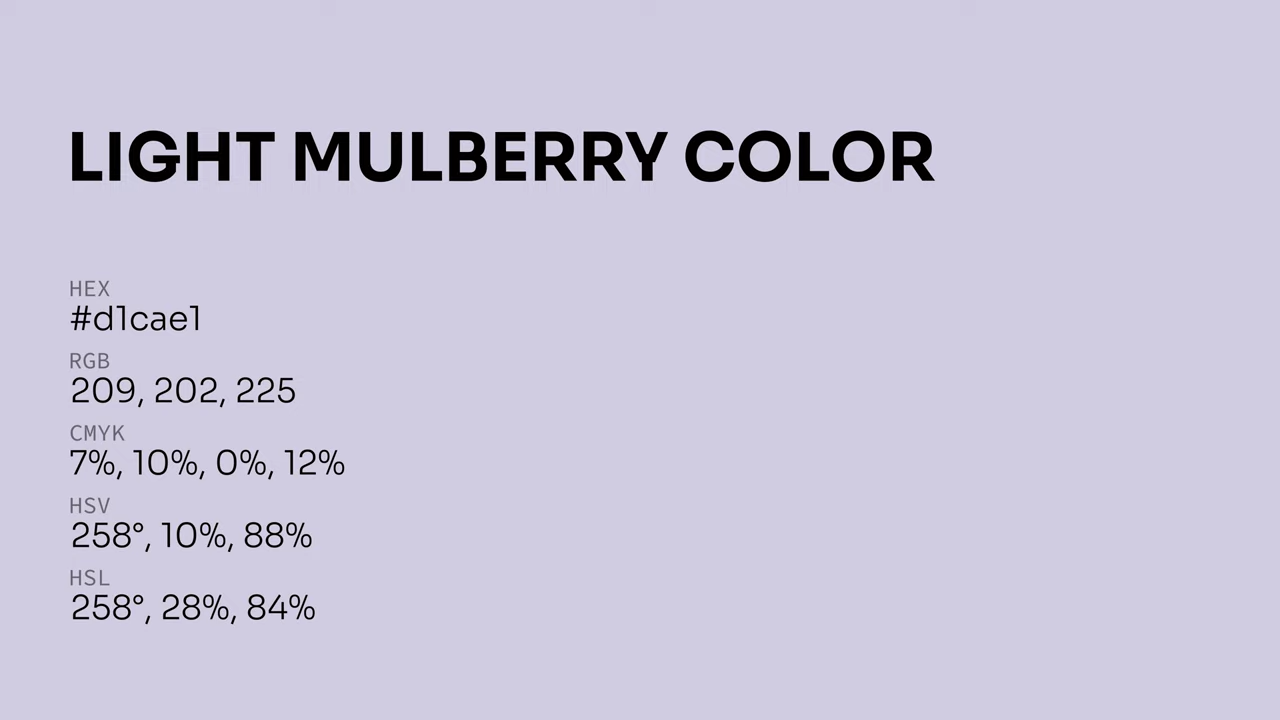 LIGHT MULBERRY COLOR
HEX
#d1cae1
RGB
209, 202, 225
CMYK
7%, 10%, 0%, 12%
HSV
258°, 10%, 88%
HSL
258°, 28%, 84%